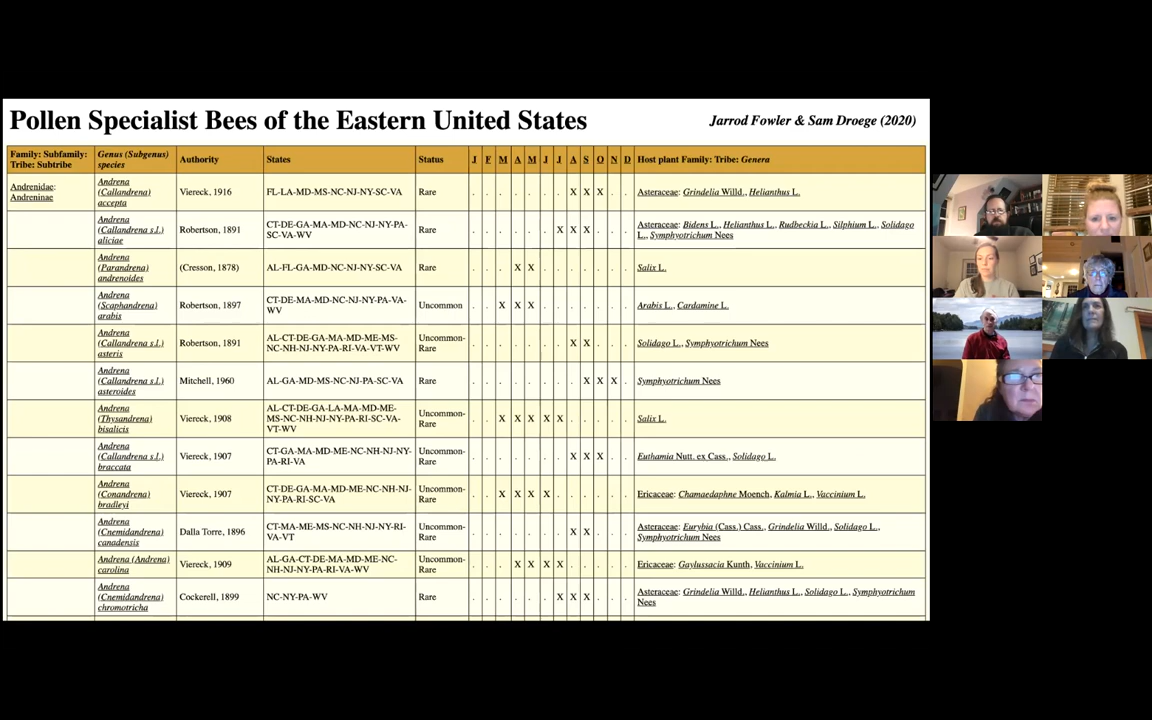 Pollen Specialist Bees of the Eastern United States
Jarrod Fowler & Sam Droege (2020)
Family: Subfamily:
Tribe: Subtribe
Genus (Subgenus)
species
Authority
States
Status
J F M A M J J A S O N D
Host plant Family: Tribe: Genera
Andrenidae:
Andreninae
Andrena
(Callandrena)
accepta
Viereck, 1916
FL-LA-MD-MS-NC-NJ-NY-SC-VA
Rare
. . . . . . . X X X . .
Asteraceae: Grindelia Willd., Helianthus L.
Andrena
(Callandrena s.l.)
aliciae
Robertson, 1891
CT-DE-GA-MA-MD-NC-NJ-NY-PA-
SC-VA-WV
Rare
. . . . . . X X X . . .
Asteraceae: Bidens L., Helianthus L., Rudbeckia L., Silphium L., Solidago
L., Symphyotrichum Nees
Andrena
(Parandrena)
andrenoides
(Cresson, 1878)
AL-FL-GA-MD-NC-NJ-NY-SC-VA
Rare
. . . X X . . . . . . .
Salix L.
Andrena
(Scaphandrena)
arabis
Robertson, 1897
CT-DE-MA-MD-NC-NJ-NY-PA-VA-
WV
Uncommon
. . X X X . . . . . . .
Arabis L., Cardamine L.
Andrena
(Callandrena s.l.)
asteris
Robertson, 1891
AL-CT-DE-GA-MA-MD-ME-MS-
NC-NH-NJ-NY-PA-RI-VA-VT-WV
Uncommon-
Rare
. . . . . . . X X . . .
Solidago L., Symphyotrichum Nees
Andrena
(Callandrena s.l.)
asteroides
Mitchell, 1960
AL-GA-MD-MS-NC-NJ-PA-SC-VA
Rare
. . . . . . . . X X X .
Symphyotrichum Nees
Andrena
(Thysandrena)
bisalicis
Viereck, 1908
AL-CT-DE-GA-LA-MA-MD-ME-
MS-NC-NH-NJ-NY-PA-RI-SC-VA-
VT-WV
Uncommon-
Rare
. . X X X X X . . . . .
Salix L.
Andrena
(Callandrena s.l.)
braccata
Viereck, 1907
CT-GA-MA-MD-ME-NC-NH-NJ-NY-
PA-RI-VA
Uncommon-
Rare
. . . . . . . X X X . .
Euthamia Nutt. ex Cass., Solidago L.
Andrena
(Conandrena)
bradleyi
Viereck, 1907
CT-DE-GA-MA-MD-ME-NC-NH-NJ-
NY-PA-RI-SC-VA
Uncommon-
Rare
. . X X X X . . . . . .
Ericaceae: Chamaedaphne Moench, Kalmia L., Vaccinium L.
Andrena
(Cnemidandrena)
canadensis
Dalla Torre, 1896
CT-MA-ME-MS-NC-NH-NJ-NY-RI-
VA-VT
Uncommon-
Rare
. . . . . . . X X . . .
Asteraceae: Eurybia (Cass.) Cass., Grindelia Willd., Solidago L.,
Symphyotrichum Nees
Andrena (Andrena)
carolina
Viereck, 1909
AL-GA-CT-DE-MA-MD-ME-NC-
NH-NJ-NY-PA-RI-VA-WV
Uncommon-
Rare
. . . X X X X . . . . .
Ericaceae: Gaylussacia Kunth, Vaccinium L.
Andrena
(Cnemidandrena)
chromotricha
Cockerell, 1899
NC-NY-PA-WV
Rare
. . . . . . X X X . . .
Asteraceae: Grindelia Willd., Helianthus L., Solidago L., Symphyotrichum
Nees